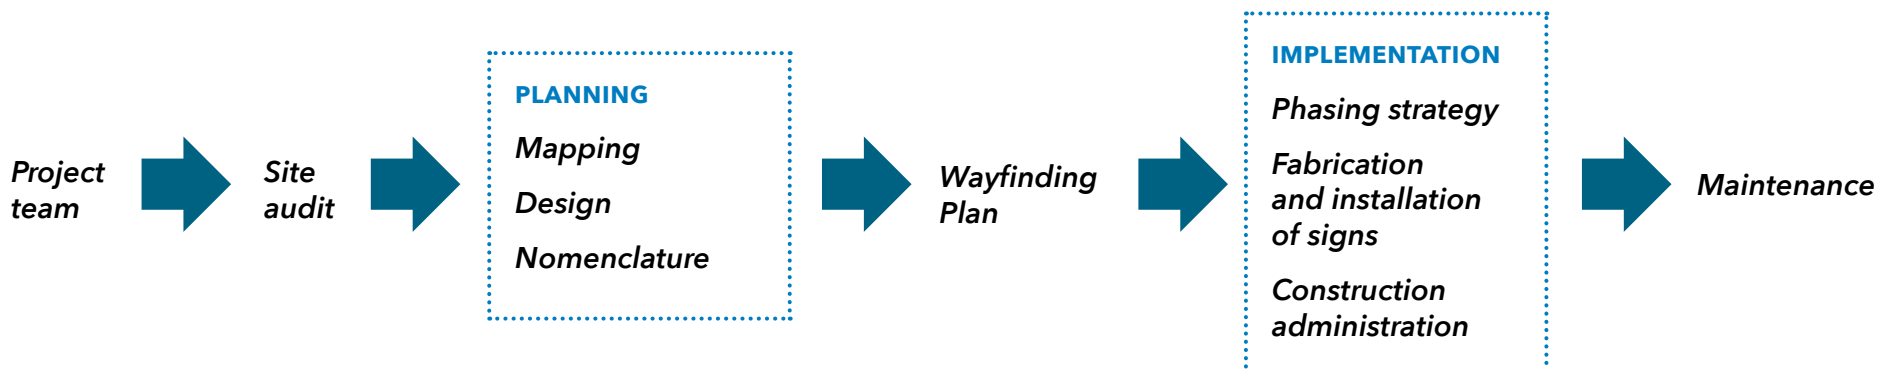 Project
team
Site
audit
PLANNING
Mapping
Design
Nomenclature
Wayfinding
Plan
IMPLEMENTATION
Phasing strategy
Fabrication
and installation
of signs
Construction
administration
Maintenance